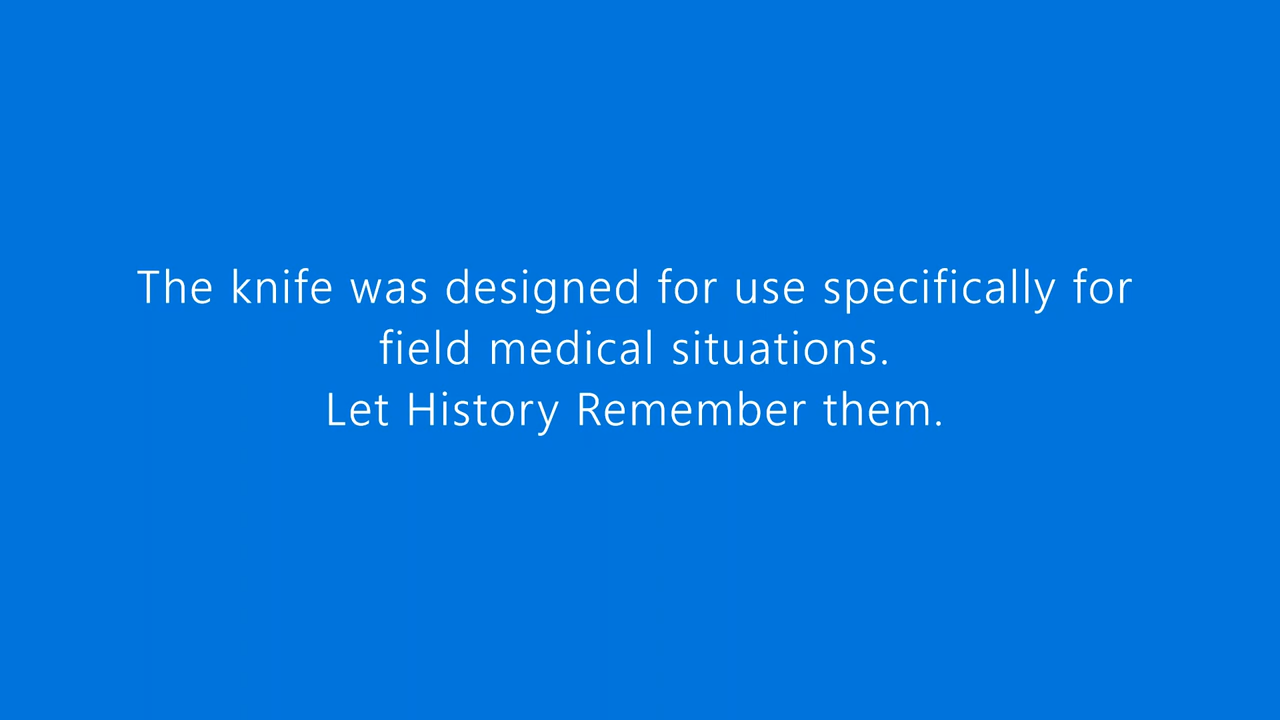 The knife was designed for use specifically for
field medical situations.
Let History Remember them.